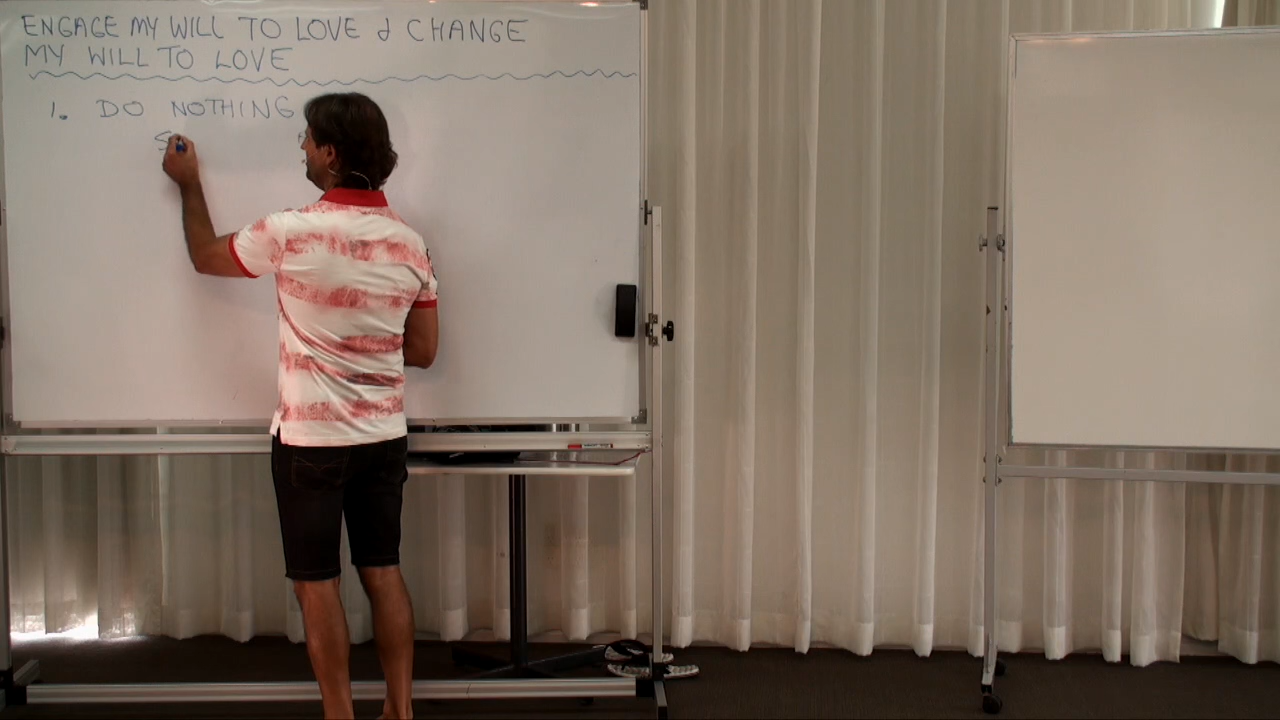 ENGAGE MY WILL TO LOVE & CHANGE
MY WILL TO LOVE
1. DO NOTHING
S